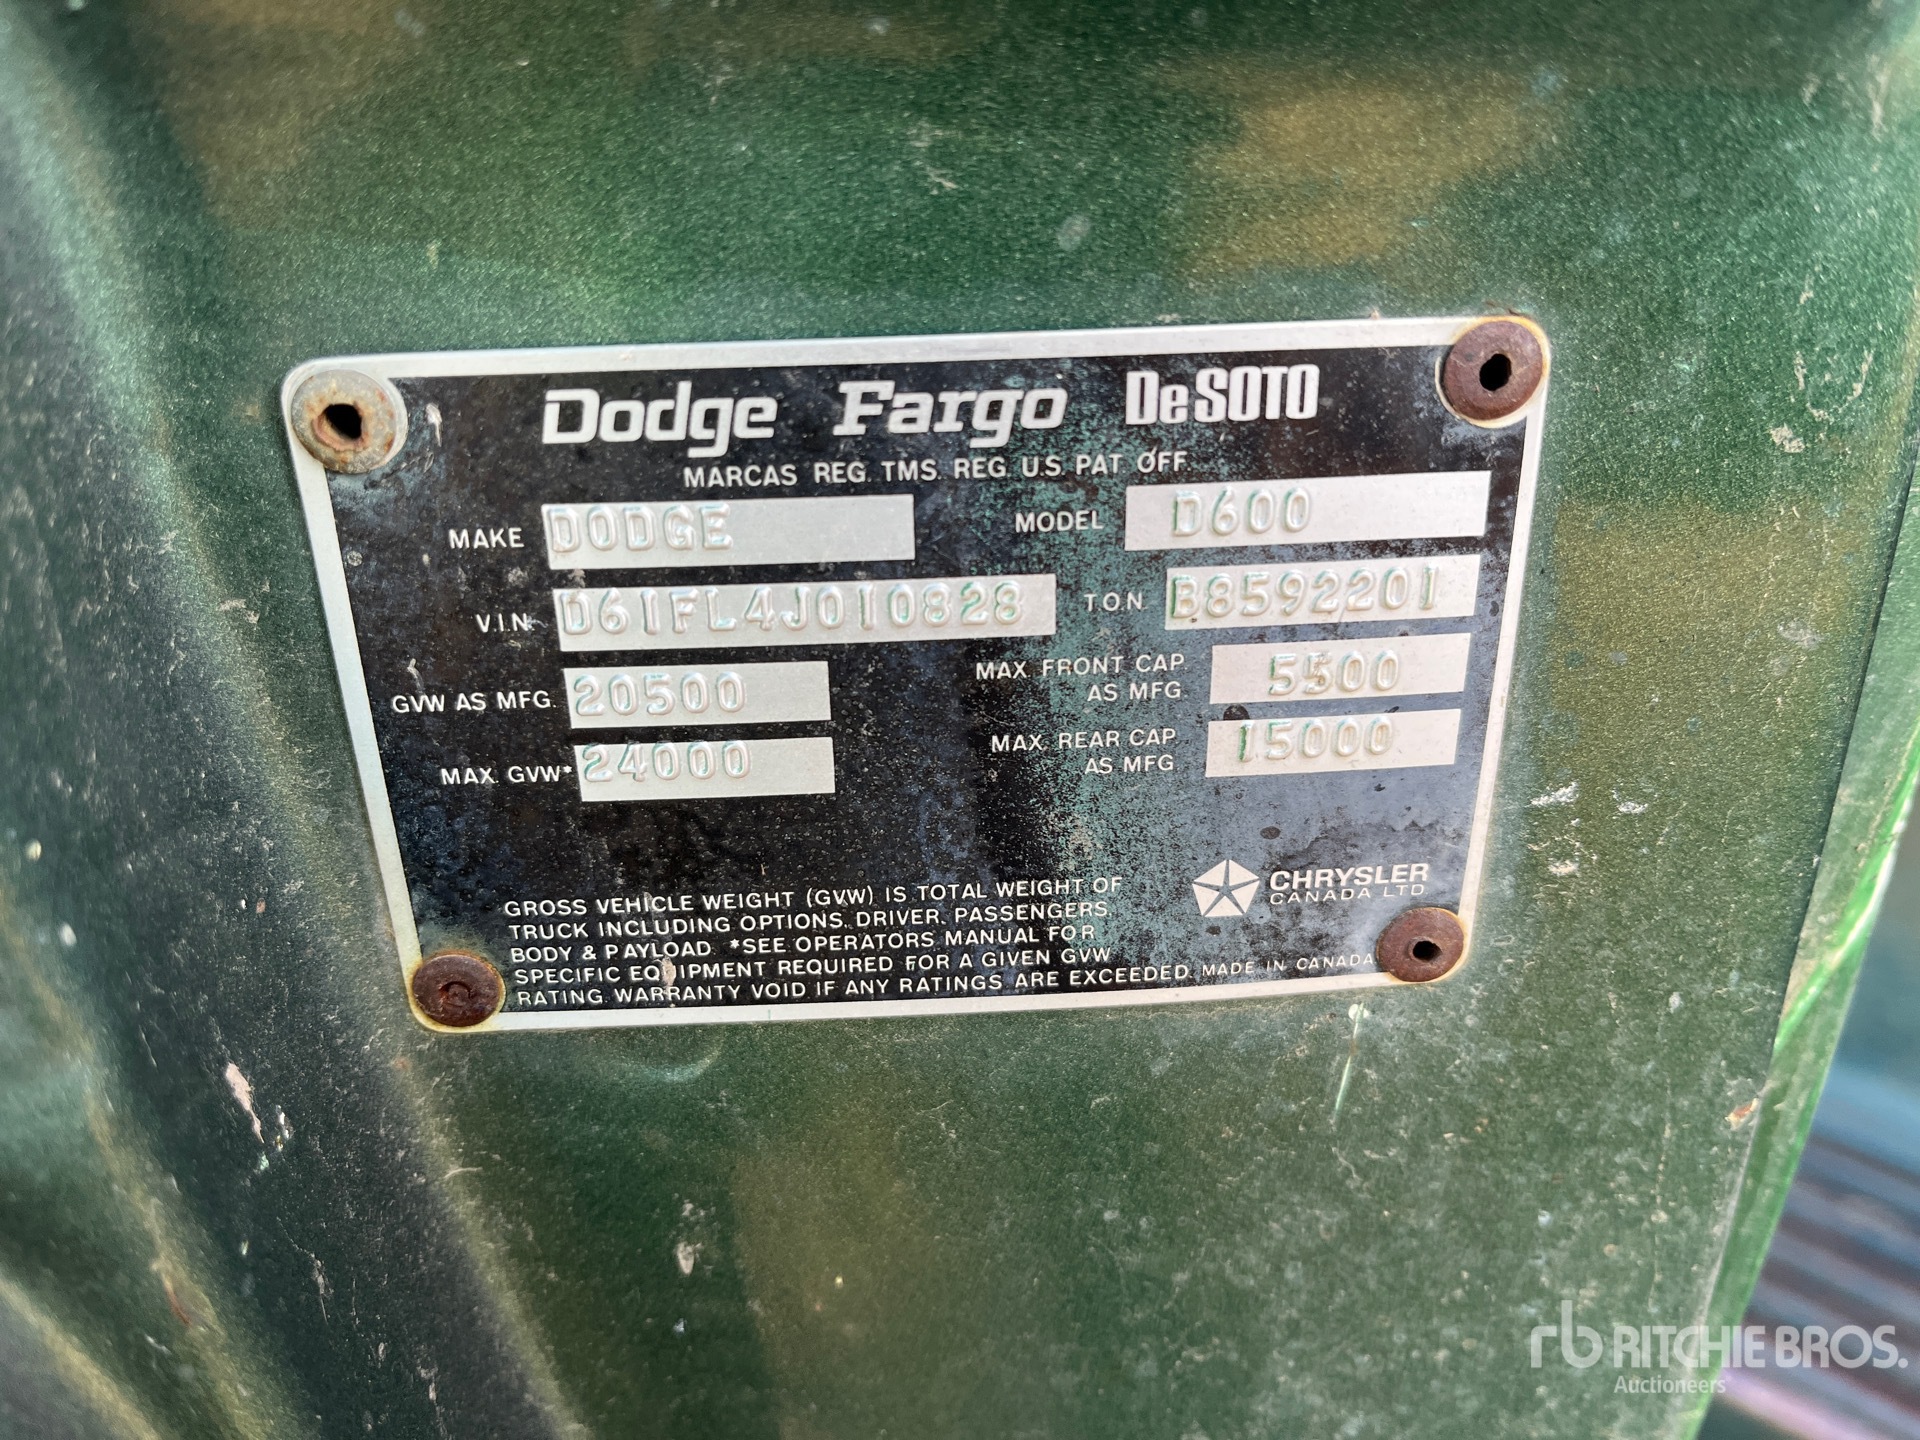 Dodge Fargo DeSOTO
MARCAS REG. TMS. REG. U.S. PAT OFF.
MAKE DODGE MODEL D600
V.I.N. D61FL4J010828 T.O.N. B8592201
GVW AS MFG. 20500 MAX. FRONT CAP AS MFG. 5500
MAX. GVW* 24000 MAX. REAR CAP AS MFG. 15000
CHRYSLER
CANADA LTD.
GROSS VEHICLE WEIGHT (GVW) IS TOTAL WEIGHT OF
TRUCK INCLUDING OPTIONS, DRIVER, PASSENGERS,
BODY & PAYLOAD. *SEE OPERATORS MANUAL FOR
SPECIFIC EQUIPMENT REQUIRED FOR A GIVEN GVW
RATING. WARRANTY VOID IF ANY RATINGS ARE EXCEEDED. MADE IN CANADA
rb RITCHIE BROS.
Auctioneers